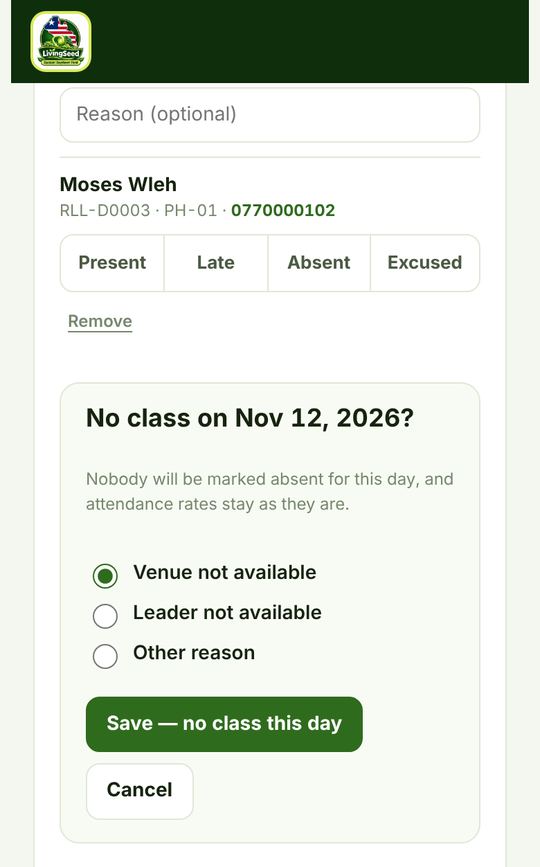 LivingSeed
Reason (optional)
Moses Wleh
RLL-D0003 · PH-01 · 0770000102
Present Late Absent Excused
Remove
No class on Nov 12, 2026?
Nobody will be marked absent for this day, and
attendance rates stay as they are.
Venue not available
Leader not available
Other reason
Save — no class this day
Cancel